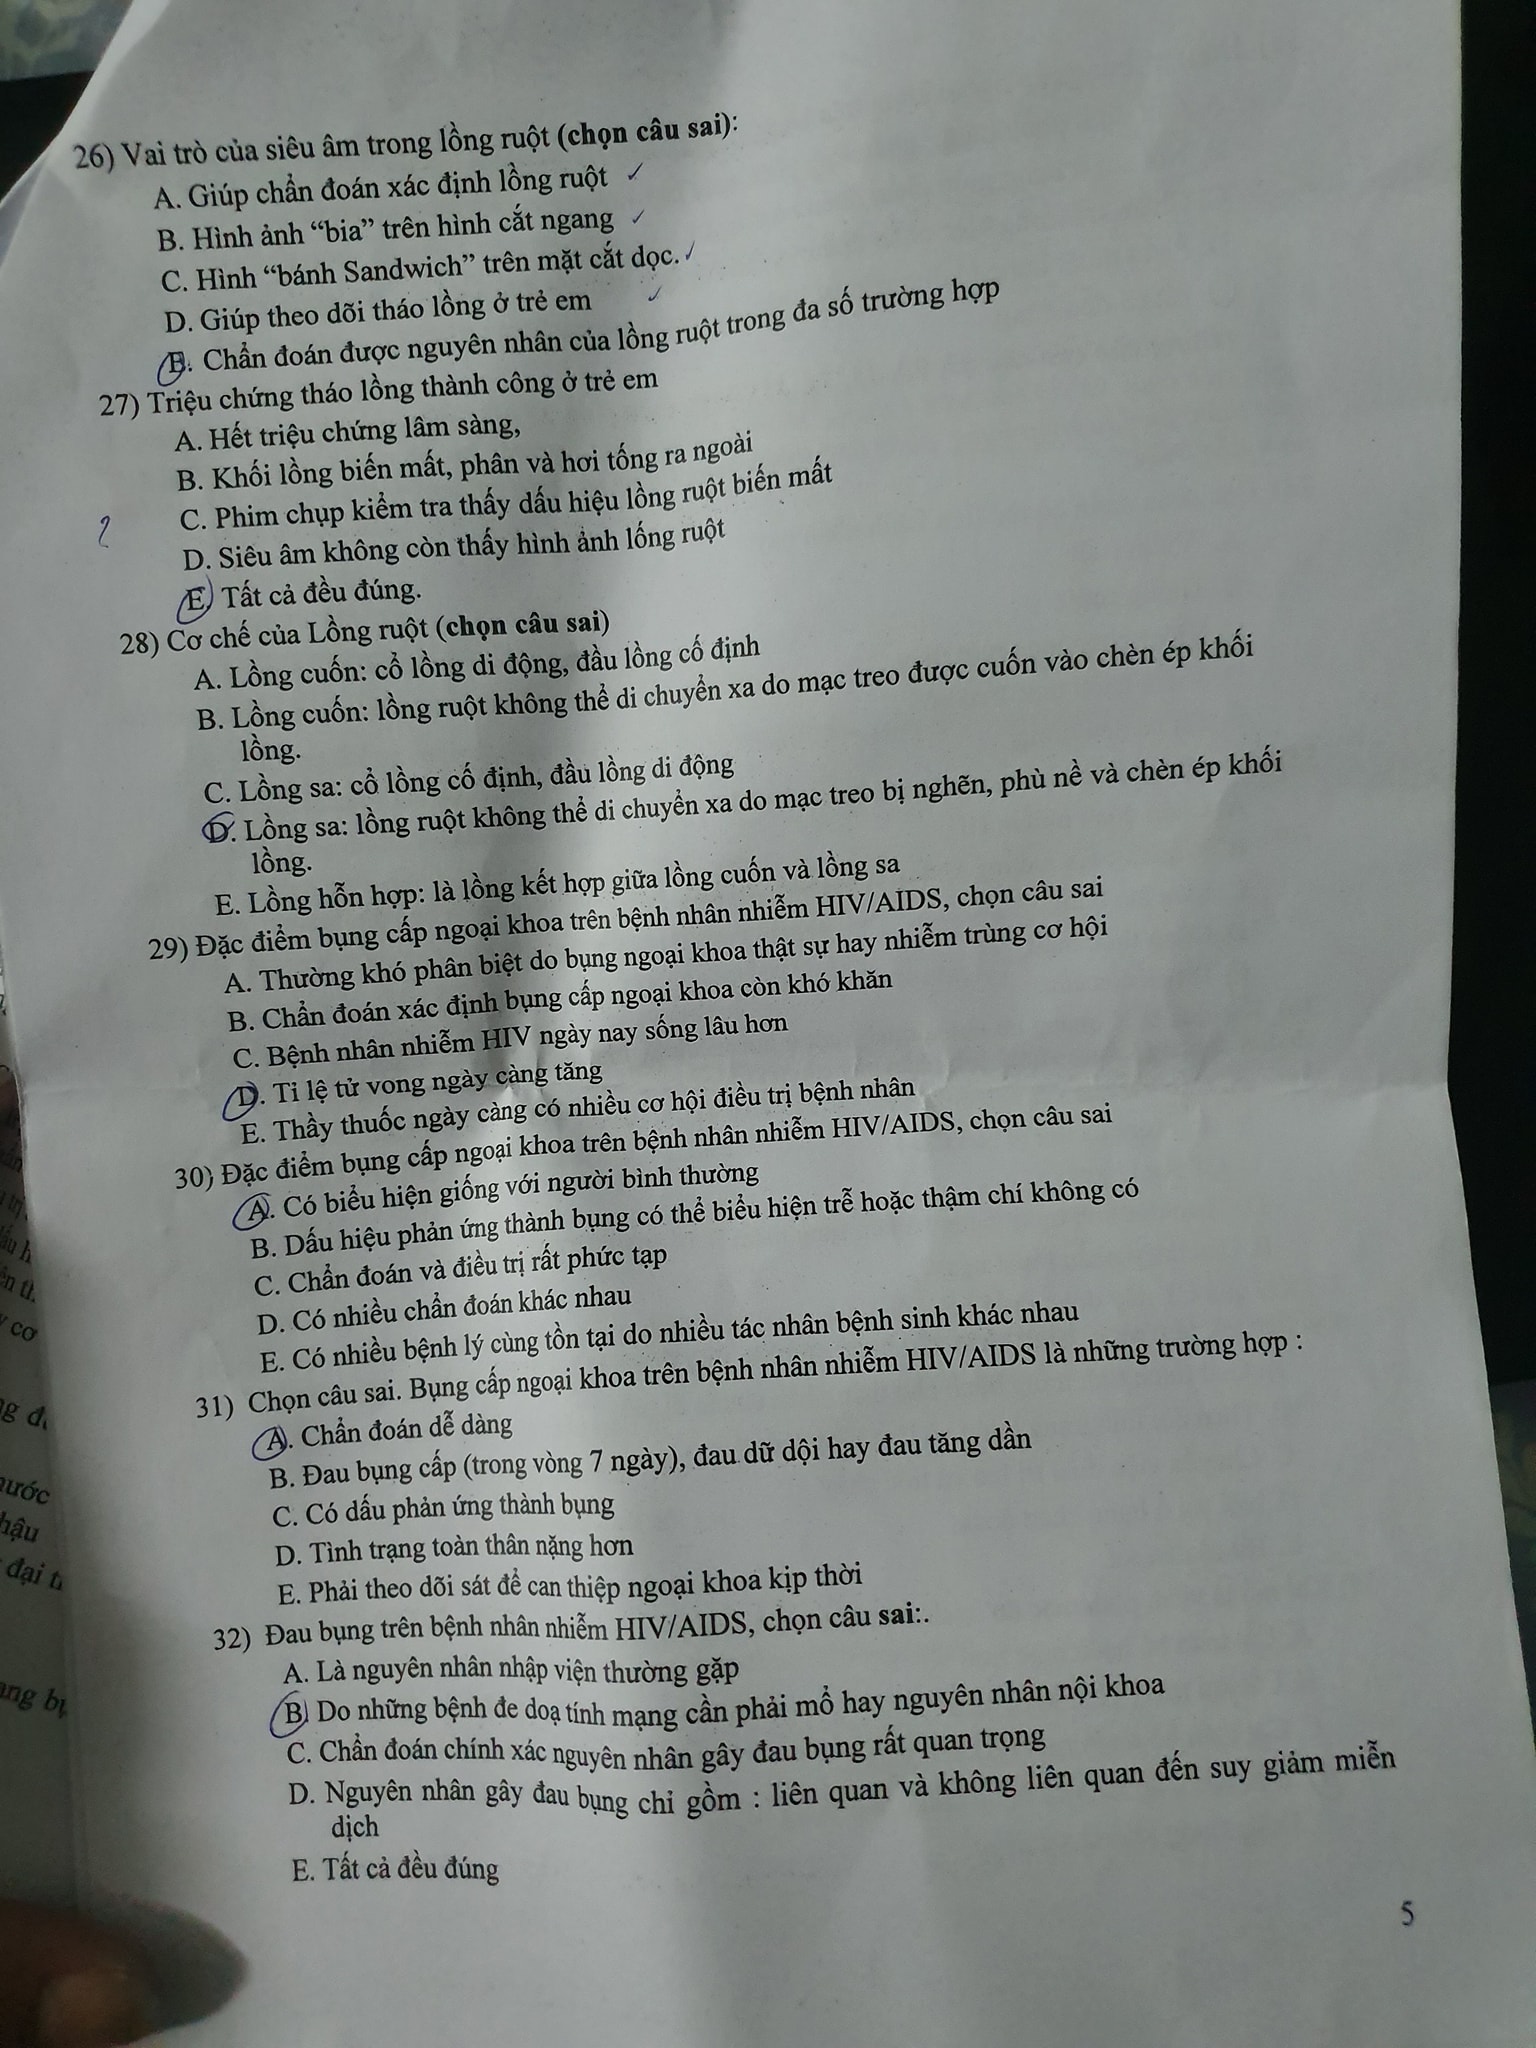 26) Vai trò của siêu âm trong lồng ruột (chọn câu sai):
A. Giúp chẩn đoán xác định lồng ruột ✓
B. Hình ảnh “bia” trên hình cắt ngang ✓
C. Hình “bánh Sandwich” trên mặt cắt dọc. ✓
D. Giúp theo dõi tháo lồng ở trẻ em ✓
E. Chẩn đoán được nguyên nhân của lồng ruột trong đa số trường hợp
27) Triệu chứng tháo lồng thành công ở trẻ em
A. Hết triệu chứng lâm sàng,
B. Khối lồng biến mất, phân và hơi tống ra ngoài
? C. Phim chụp kiểm tra thấy dấu hiệu lồng ruột biến mất
D. Siêu âm không còn thấy hình ảnh lống ruột
E. Tất cả đều đúng.
28) Cơ chế của Lồng ruột (chọn câu sai)
A. Lồng cuốn: cổ lồng di động, đầu lồng cố định
B. Lồng cuốn: lồng ruột không thể di chuyển xa do mạc treo được cuốn vào chèn ép khối
lồng.
C. Lồng sa: cổ lồng cố định, đầu lồng di động
D. Lồng sa: lồng ruột không thể di chuyển xa do mạc treo bị nghẽn, phù nề và chèn ép khối
lồng.
E. Lồng hỗn hợp: là lồng kết hợp giữa lồng cuốn và lồng sa
29) Đặc điểm bụng cấp ngoại khoa trên bệnh nhân nhiễm HIV/AIDS, chọn câu sai
A. Thường khó phân biệt do bụng ngoại khoa thật sự hay nhiễm trùng cơ hội
B. Chẩn đoán xác định bụng cấp ngoại khoa còn khó khăn
C. Bệnh nhân nhiễm HIV ngày nay sống lâu hơn
D. Tỉ lệ tử vong ngày càng tăng
E. Thầy thuốc ngày càng có nhiều cơ hội điều trị bệnh nhân
30) Đặc điểm bụng cấp ngoại khoa trên bệnh nhân nhiễm HIV/AIDS, chọn câu sai
A. Có biểu hiện giống với người bình thường
B. Dấu hiệu phản ứng thành bụng có thể biểu hiện trễ hoặc thậm chí không có
C. Chẩn đoán và điều trị rất phức tạp
D. Có nhiều chẩn đoán khác nhau
E. Có nhiều bệnh lý cùng tồn tại do nhiều tác nhân bệnh sinh khác nhau
31) Chọn câu sai. Bụng cấp ngoại khoa trên bệnh nhân nhiễm HIV/AIDS là những trường hợp :
A. Chẩn đoán dễ dàng
B. Đau bụng cấp (trong vòng 7 ngày), đau dữ dội hay đau tăng dần
C. Có dấu phản ứng thành bụng
D. Tình trạng toàn thân nặng hơn
E. Phải theo dõi sát để can thiệp ngoại khoa kịp thời
32) Đau bụng trên bệnh nhân nhiễm HIV/AIDS, chọn câu sai:.
A. Là nguyên nhân nhập viện thường gặp
B. Do những bệnh đe doạ tính mạng cần phải mổ hay nguyên nhân nội khoa
C. Chẩn đoán chính xác nguyên nhân gây đau bụng rất quan trọng
D. Nguyên nhân gây đau bụng chỉ gồm : liên quan và không liên quan đến suy giảm miễn
dịch
E. Tất cả đều đúng
5